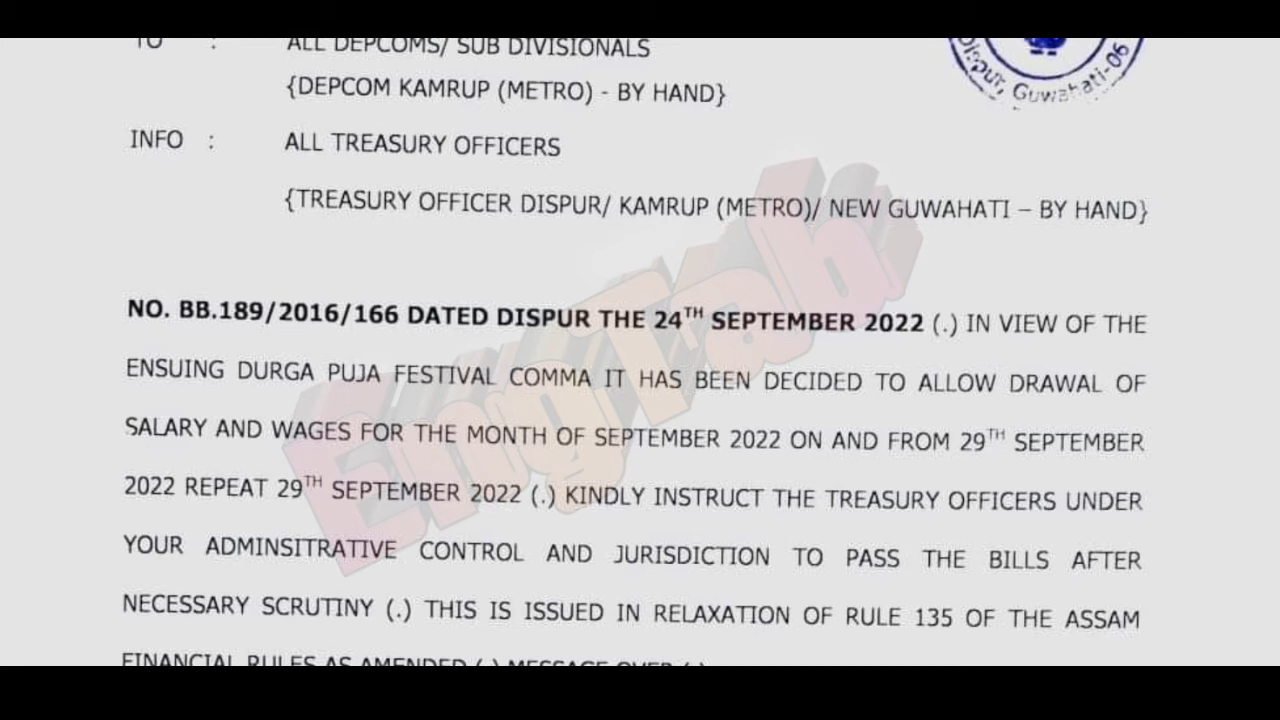 TO : ALL DEPCOMS/ SUB DIVISIONALS
{DEPCOM KAMRUP (METRO) - BY HAND}
Dispur, Guwahati-06
INFO : ALL TREASURY OFFICERS
{TREASURY OFFICER DISPUR/ KAMRUP (METRO)/ NEW GUWAHATI – BY HAND}
EngTab
NO. BB.189/2016/166 DATED DISPUR THE 24TH SEPTEMBER 2022 (.) IN VIEW OF THE
ENSUING DURGA PUJA FESTIVAL COMMA IT HAS BEEN DECIDED TO ALLOW DRAWAL OF
SALARY AND WAGES FOR THE MONTH OF SEPTEMBER 2022 ON AND FROM 29TH SEPTEMBER
2022 REPEAT 29TH SEPTEMBER 2022 (.) KINDLY INSTRUCT THE TREASURY OFFICERS UNDER
YOUR ADMINSITRATIVE CONTROL AND JURISDICTION TO PASS THE BILLS AFTER
NECESSARY SCRUTINY (.) THIS IS ISSUED IN RELAXATION OF RULE 135 OF THE ASSAM
FINANCIAL RULES AS AMENDED (.) MESSAGE OVER (.)